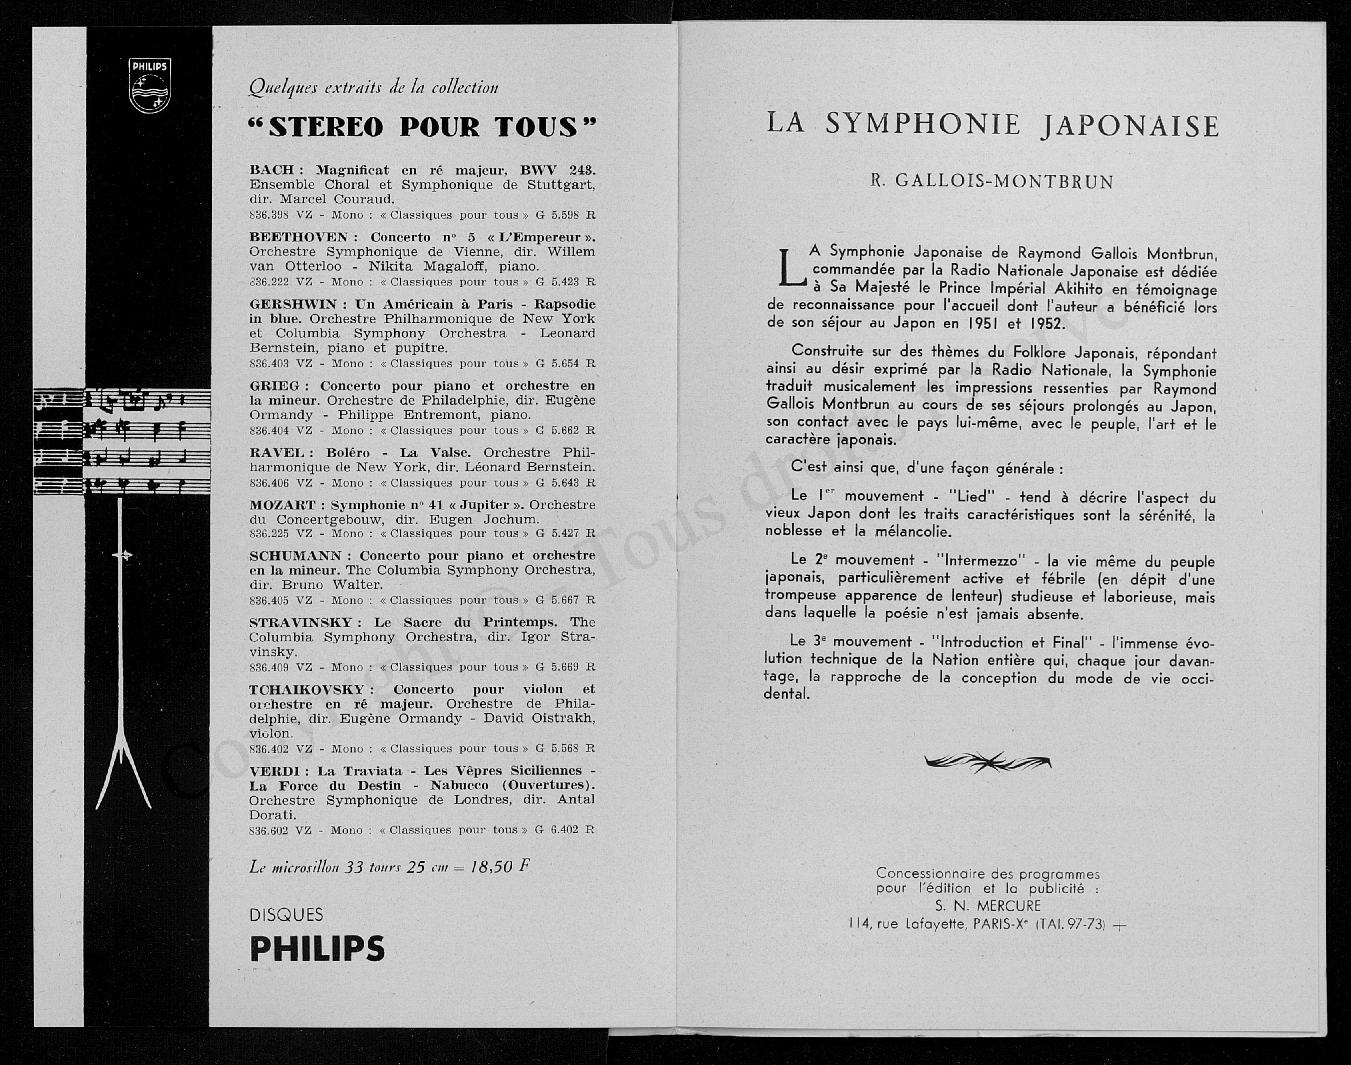 PHILIPS
Quelques extraits de la collection
“STEREO POUR TOUS”
BACH : Magnificat en ré majeur, BWV 243.
Ensemble Choral et Symphonique de Stuttgart,
dir. Marcel Couraud.
836.398 VZ - Mono : « Classiques pour tous » G 5.598 R
BEETHOVEN : Concerto n° 5 « L'Empereur ».
Orchestre Symphonique de Vienne, dir. Willem
van Otterloo - Nikita Magaloff, piano.
836.222 VZ - Mono : « Classiques pour tous » G 5.423 R
GERSHWIN : Un Américain à Paris - Rapsodie
in blue. Orchestre Philharmonique de New York
et Columbia Symphony Orchestra - Leonard
Bernstein, piano et pupitre.
836.403 VZ - Mono : « Classiques pour tous » G 5.654 R
GRIEG : Concerto pour piano et orchestre en
la mineur. Orchestre de Philadelphie, dir. Eugène
Ormandy - Philippe Entremont, piano.
836.404 VZ - Mono : « Classiques pour tous » G 5.662 R
RAVEL : Boléro - La Valse. Orchestre Phil-
harmonique de New York, dir. Léonard Bernstein.
836.406 VZ - Mono : « Classiques pour tous » G 5.643 R
MOZART : Symphonie n° 41 « Jupiter ». Orchestre
du Concertgebouw, dir. Eugen Jochum.
836.225 VZ - Mono : « Classiques pour tous » G 5.427 R
SCHUMANN : Concerto pour piano et orchestre
en la mineur. The Columbia Symphony Orchestra,
dir. Bruno Walter.
836.405 VZ - Mono : « Classiques pour tous » G 5.667 R
STRAVINSKY : Le Sacre du Printemps. The
Columbia Symphony Orchestra, dir. Igor Stra-
vinsky.
836.409 VZ - Mono : « Classiques pour tous » G 5.669 R
TCHAIKOVSKY : Concerto pour violon et
orchestre en ré majeur. Orchestre de Phila-
delphie, dir. Eugène Ormandy - David Oistrakh,
violon.
836.402 VZ - Mono : « Classiques pour tous » G 5.568 R
VERDI : La Traviata - Les Vêpres Siciliennes -
La Force du Destin - Nabucco (Ouvertures).
Orchestre Symphonique de Londres, dir. Antal
Dorati.
836.602 VZ - Mono : « Classiques pour tous » G 6.402 R
Le microsillon 33 tours 25 cm = 18,50 F
DISQUES
PHILIPS
LA SYMPHONIE JAPONAISE
R. GALLOIS-MONTBRUN
LA Symphonie Japonaise de Raymond Gallois Montbrun,
commandée par la Radio Nationale Japonaise est dédiée
à Sa Majesté le Prince Impérial Akihito en témoignage
de reconnaissance pour l'accueil dont l'auteur a bénéficié lors
de son séjour au Japon en 1951 et 1952.
Construite sur des thèmes du Folklore Japonais, répondant
ainsi au désir exprimé par la Radio Nationale, la Symphonie
traduit musicalement les impressions ressenties par Raymond
Gallois Montbrun au cours de ses séjours prolongés au Japon,
son contact avec le pays lui-même, avec le peuple, l'art et le
caractère japonais.
C'est ainsi que, d'une façon générale :
Le 1er mouvement - "Lied" - tend à décrire l'aspect du
vieux Japon dont les traits caractéristiques sont la sérénité, la
noblesse et la mélancolie.
Le 2e mouvement - "Intermezzo" - la vie même du peuple
japonais, particulièrement active et fébrile (en dépit d'une
trompeuse apparence de lenteur) studieuse et laborieuse, mais
dans laquelle la poésie n'est jamais absente.
Le 3e mouvement - "Introduction et Final" - l'immense évo-
lution technique de la Nation entière qui, chaque jour davan-
tage, la rapproche de la conception du mode de vie occi-
dental.
Concessionnaire des programmes
pour l'édition et la publicité :
S. N. MERCURE
114, rue Lafayette, PARIS-Xe (TAI. 97-73)
Copyright © - Tous droits réservés